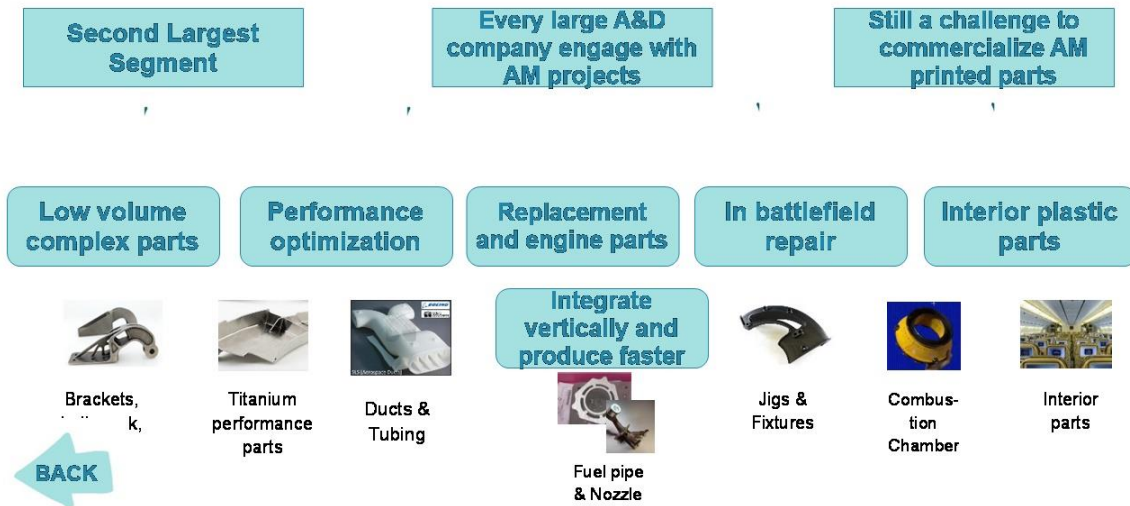 Second Largest
Segment
Every large A&D
company engage with
AM projects
Still a challenge to
commercialize AM
printed parts
Low volume
complex parts
Performance
optimization
Replacement
and engine parts
In battlefield
repair
Interior plastic
parts
Integrate
vertically and
produce faster
BOEING
Brackets,
Titanium
performance
parts
Ducts &
Tubing
Fuel pipe
& Nozzle
Jigs &
Fixtures
Combus-
tion
Chamber
Interior
parts
BACK